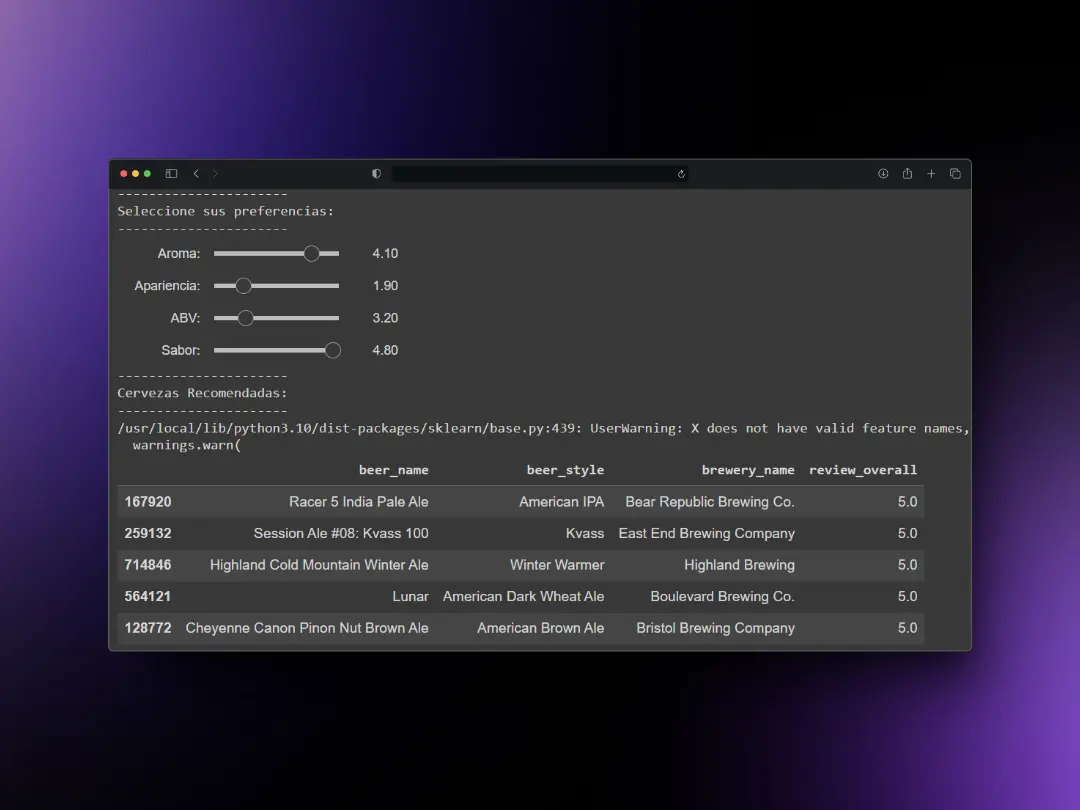 ----------------------
Seleccione sus preferencias:
----------------------
Aroma: 4.10
Apariencia: 1.90
ABV: 3.20
Sabor: 4.80
----------------------
Cervezas Recomendadas:
----------------------
/usr/local/lib/python3.10/dist-packages/sklearn/base.py:439: UserWarning: X does not have valid feature names,
warnings.warn(
beer_name beer_style brewery_name review_overall
167920 Racer 5 India Pale Ale American IPA Bear Republic Brewing Co. 5.0
259132 Session Ale #08: Kvass 100 Kvass East End Brewing Company 5.0
714846 Highland Cold Mountain Winter Ale Winter Warmer Highland Brewing 5.0
564121 Lunar American Dark Wheat Ale Boulevard Brewing Co. 5.0
128772 Cheyenne Canon Pinon Nut Brown Ale American Brown Ale Bristol Brewing Company 5.0